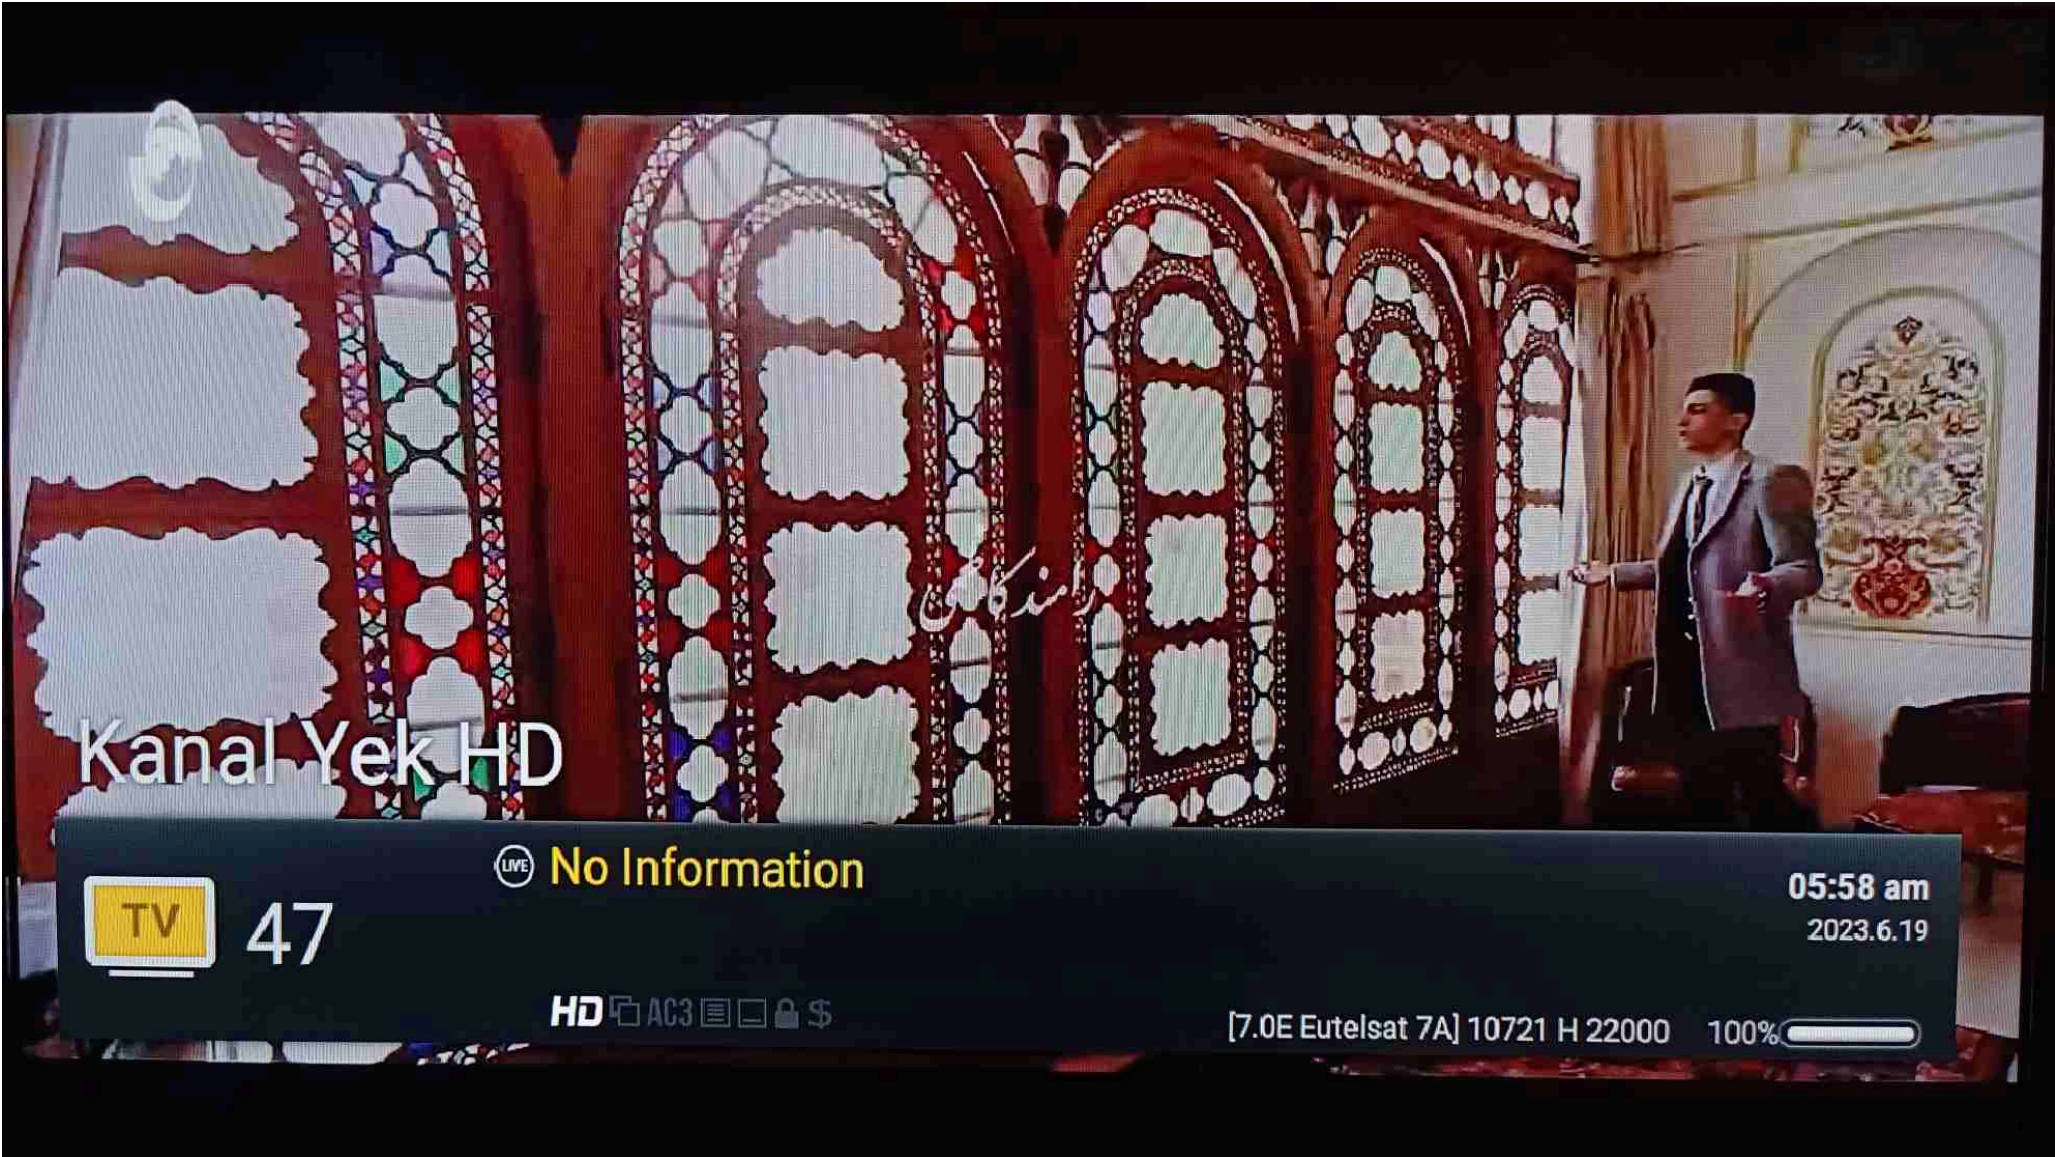 Kanal Yek HD
LIVE No Information
TV 47
05:58 am
2023.6.19
HD AC3 $
[7.0E Eutelsat 7A] 10721 H 22000 100%